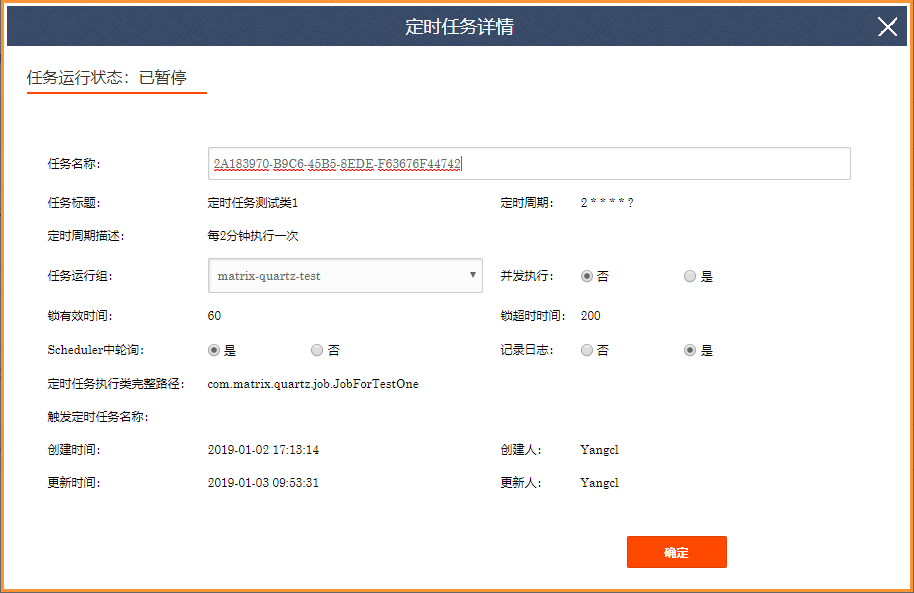 定时任务详情
任务运行状态：已暂停
任务名称: 2A183970-B9C6-45B5-8EDE-F63676F44742
任务标题: 定时任务测试类1 定时周期: 2 * * * * ?
定时周期描述: 每2分钟执行一次
任务运行组: matrix-quartz-test 并发执行: 否 是
锁有效时间: 60 锁超时时间: 200
Scheduler中轮询: 是 否 记录日志: 否 是
定时任务执行类完整路径: com.matrix.quartz.job.JobForTestOne
触发定时任务名称:
创建时间: 2019-01-02 17:13:14 创建人: Yangcl
更新时间: 2019-01-03 09:53:31 更新人: Yangcl
确定